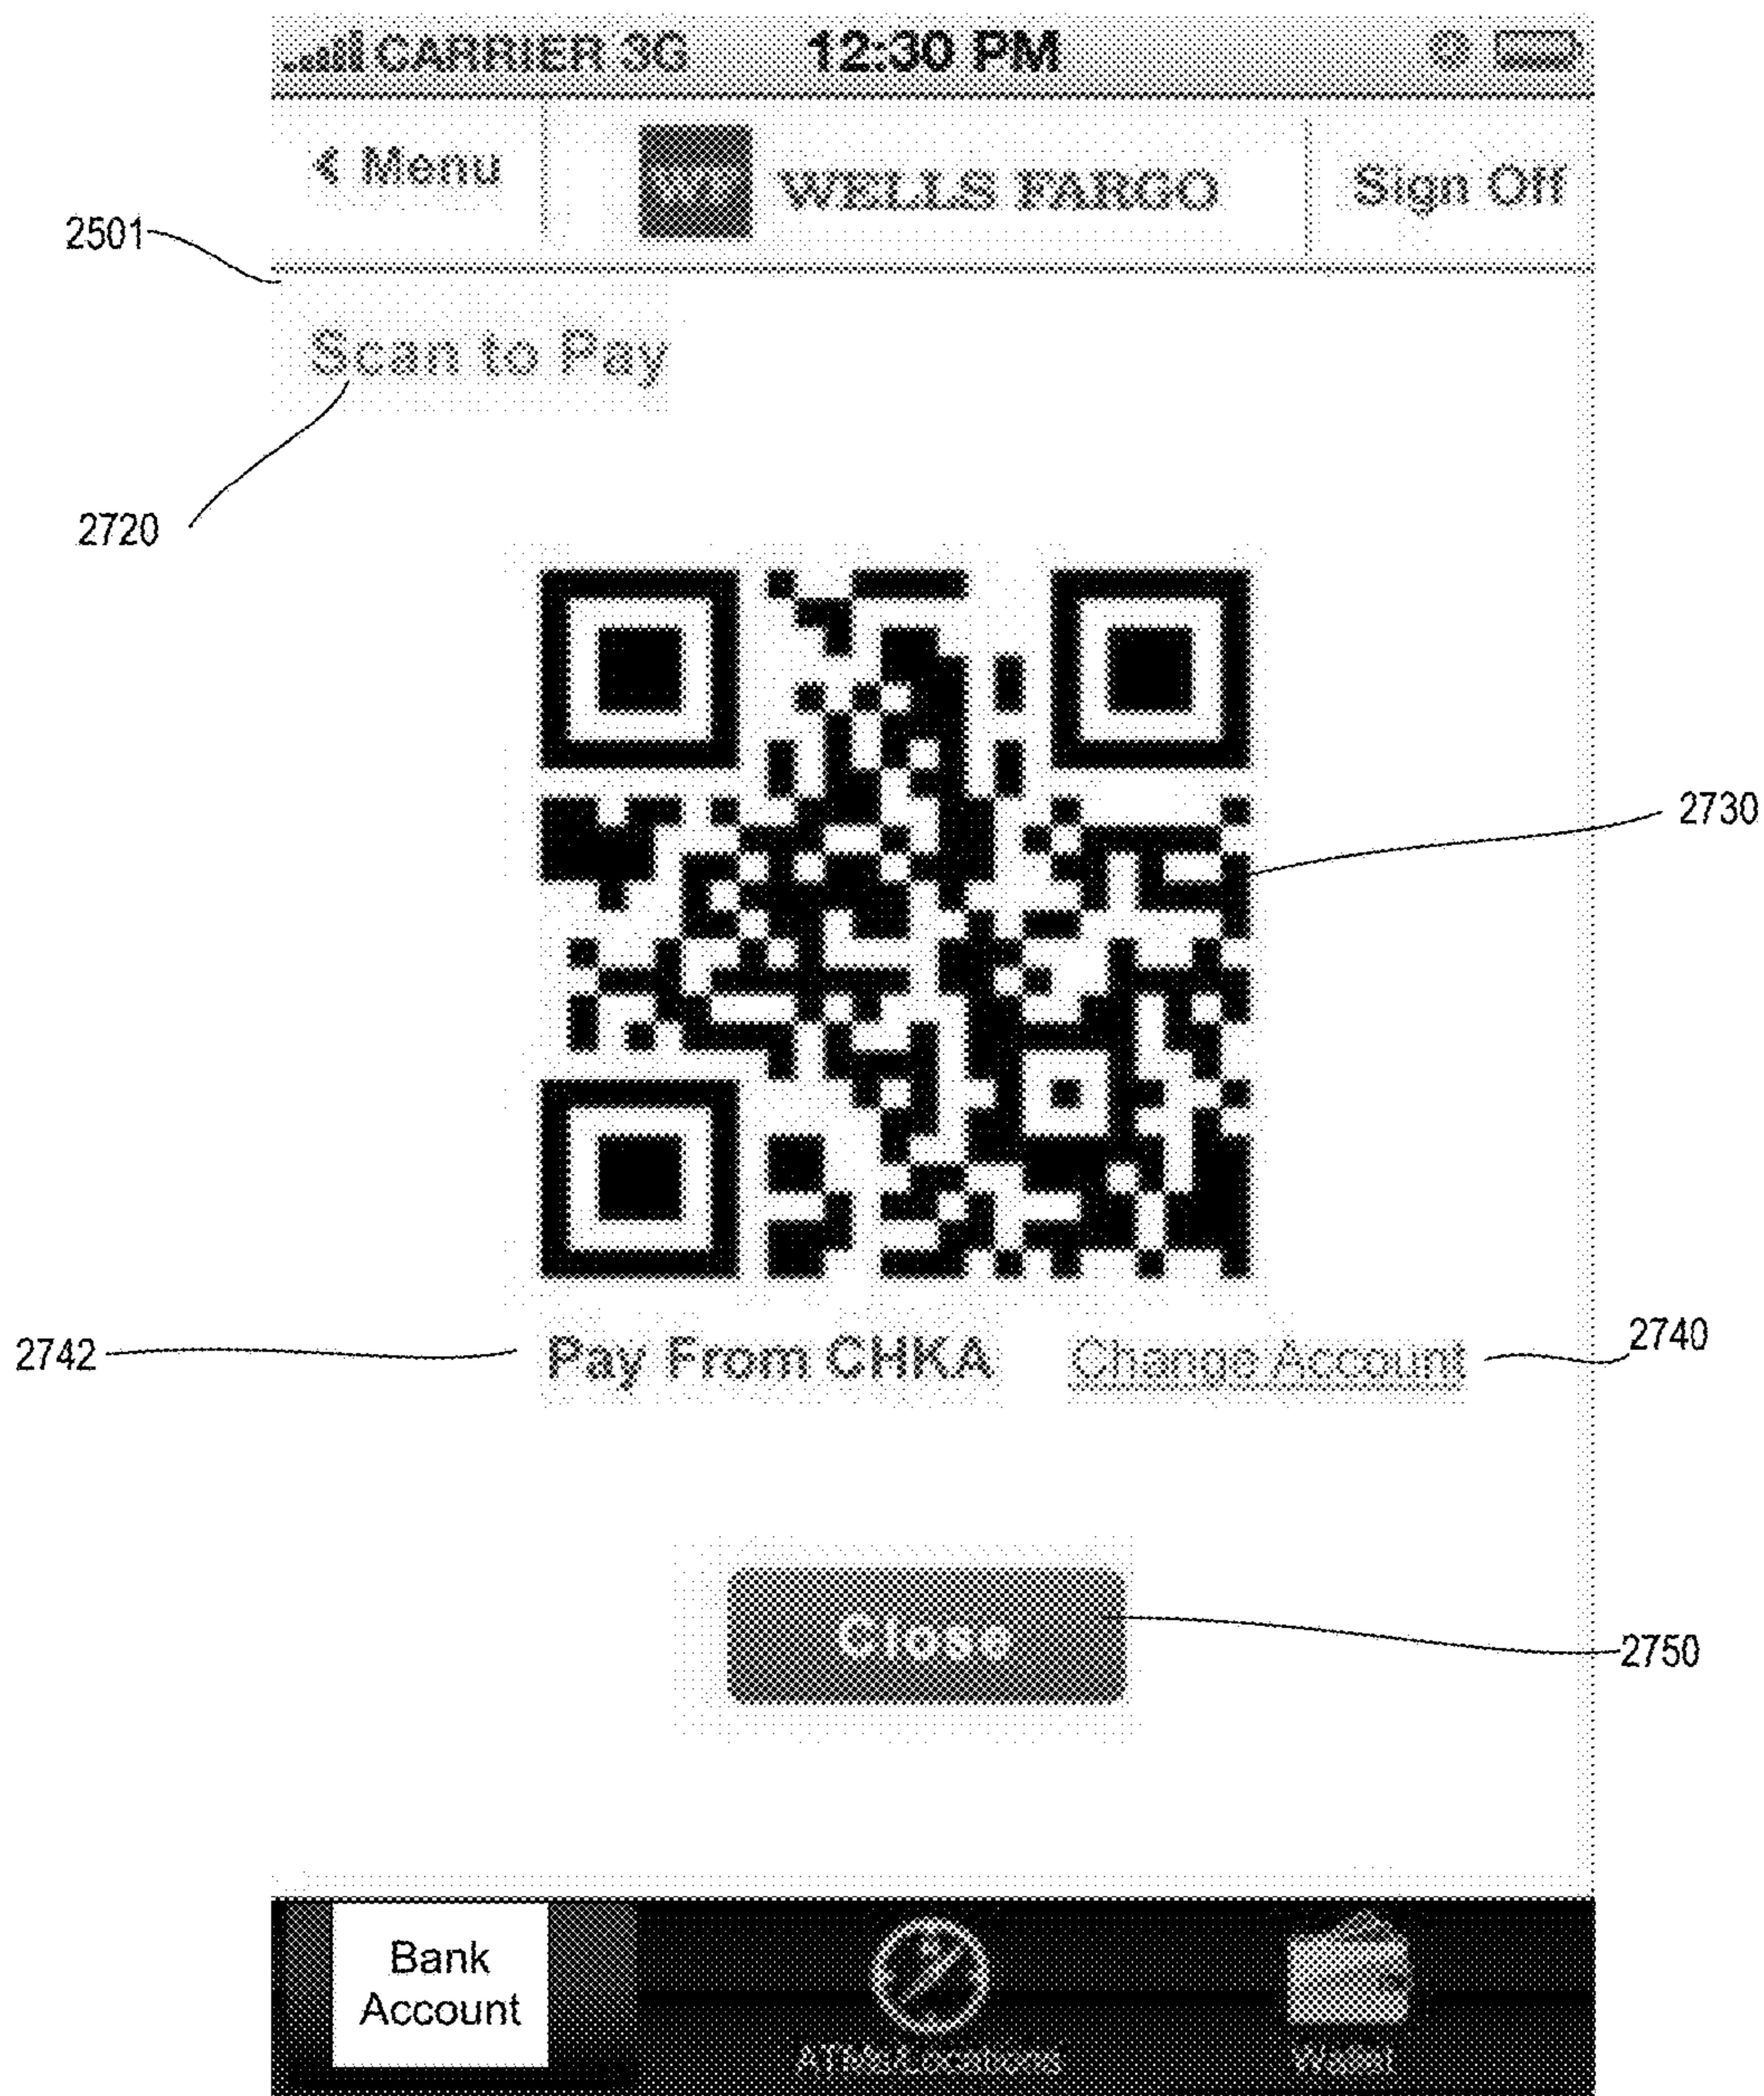 CARRIER 3G 12:30 PM
< Menu WELLS FARGO Sign Off
2501
Scan to Pay
2720
2730
2742 Pay From CHKA Change Account 2740
Close
2750
Bank
Account
Wallet